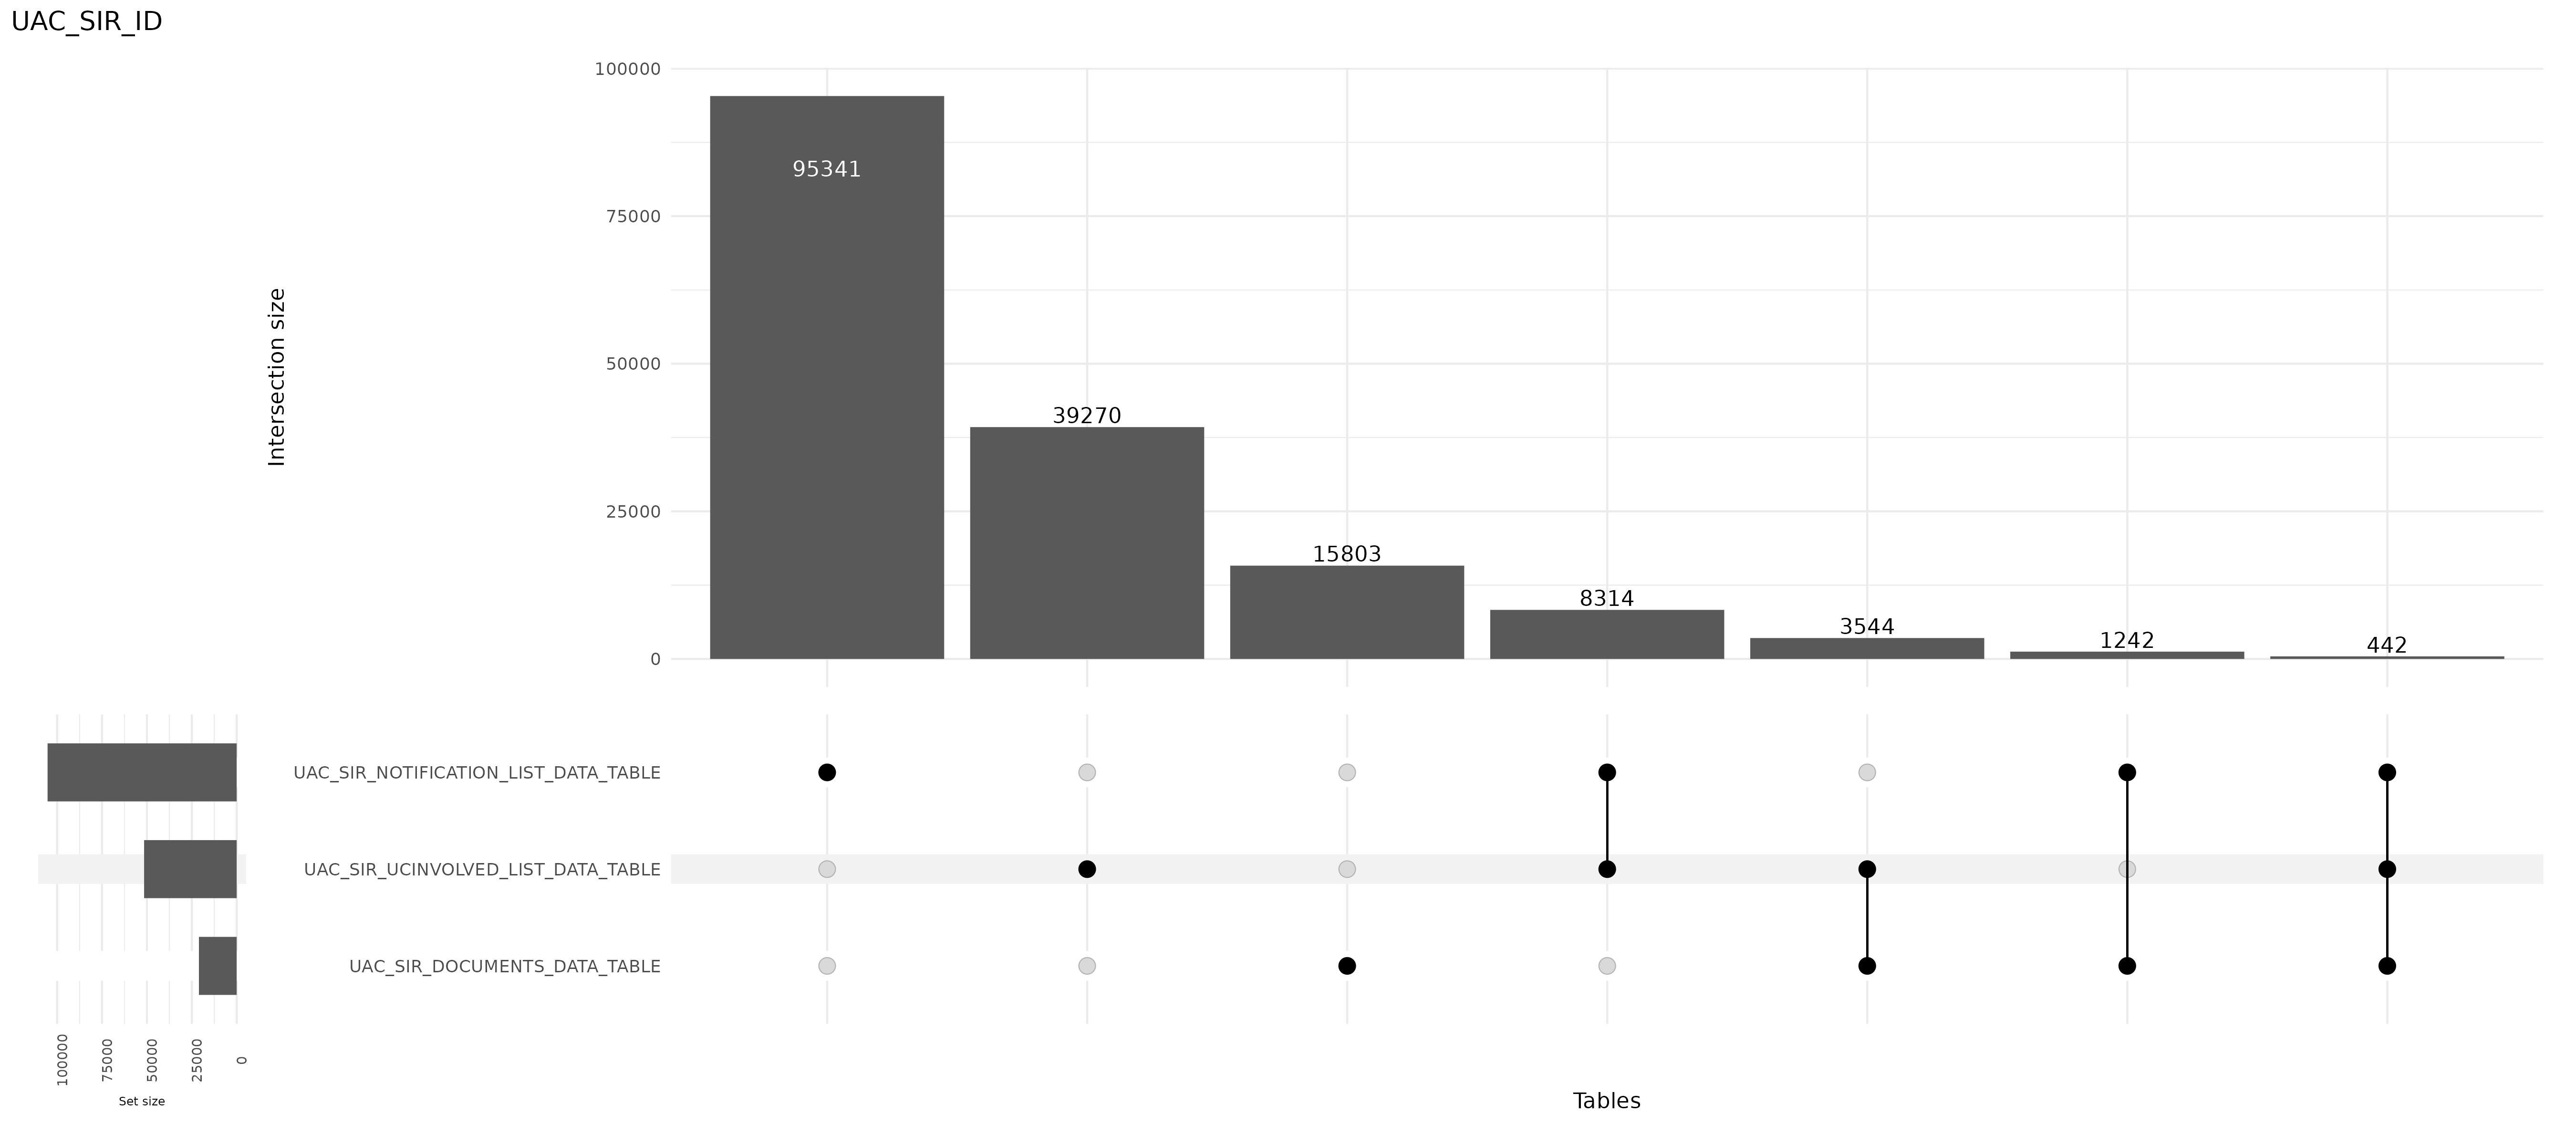 UAC_SIR_ID
100000
75000
50000
25000
0
Intersection size
95341
39270
15803
8314
3544
1242
442
UAC_SIR_NOTIFICATION_LIST_DATA_TABLE
UAC_SIR_UCINVOLVED_LIST_DATA_TABLE
UAC_SIR_DOCUMENTS_DATA_TABLE
100000
75000
50000
25000
0
Set size
Tables